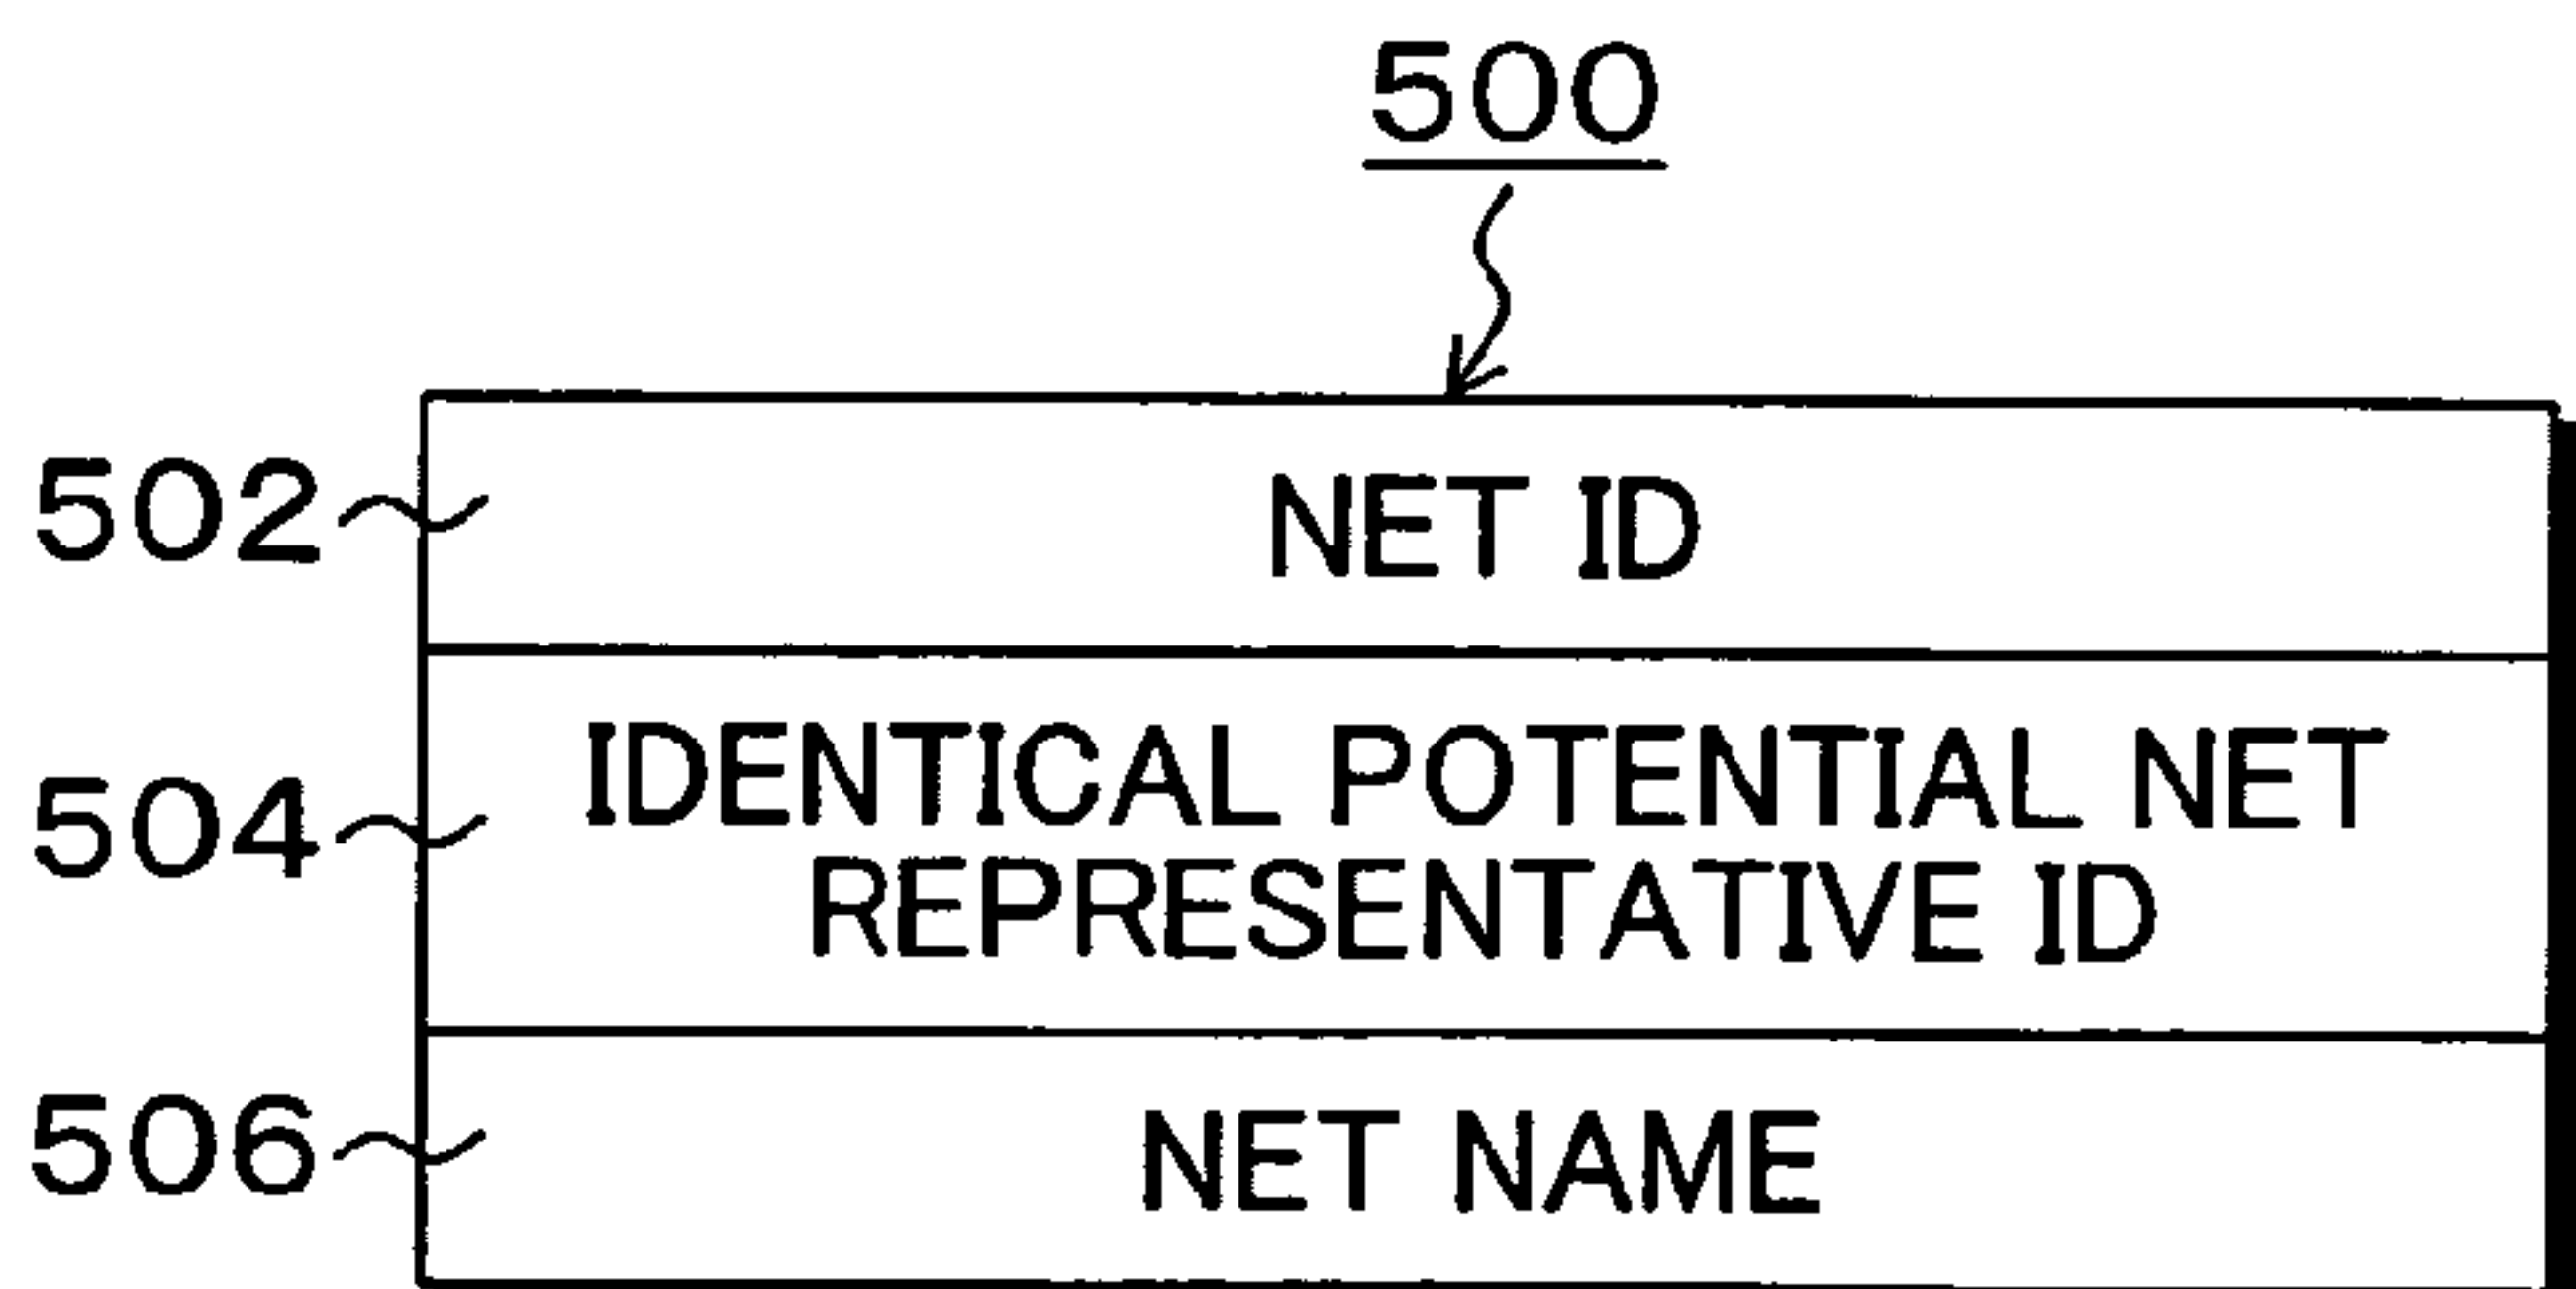 500
502 NET ID
504 IDENTICAL POTENTIAL NET
REPRESENTATIVE ID
506 NET NAME